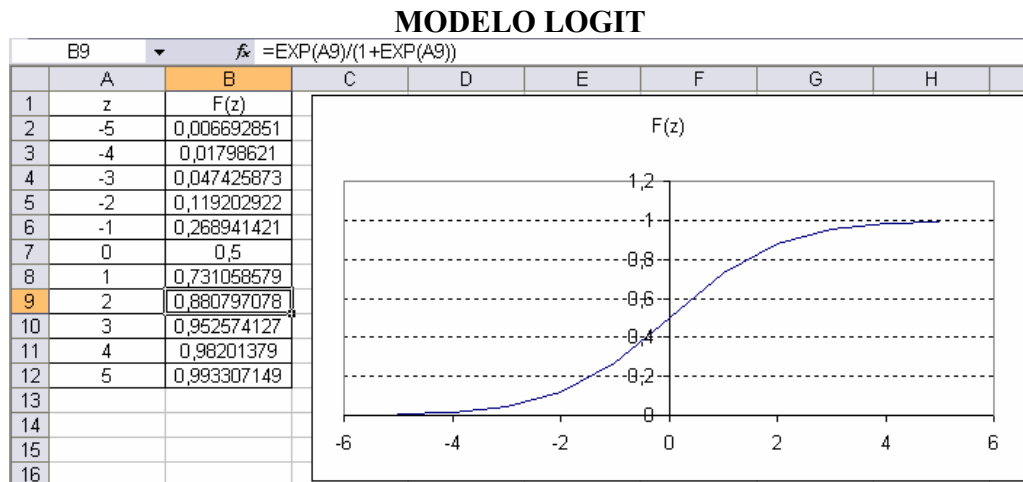 MODELO LOGIT
B9 fx =EXP(A9)/(1+EXP(A9))
A B C D E F G H
1 z F(z)
2 -5 0,006692851
3 -4 0,01798621
4 -3 0,047425873
5 -2 0,119202922
6 -1 0,268941421
7 0 0,5
8 1 0,731058579
9 2 0,880797078
10 3 0,952574127
11 4 0,98201379
12 5 0,993307149
13
14
15
16
F(z)
1,2
1
0,8
0,6
0,4
0,2
0
-6 -4 -2 0 2 4 6